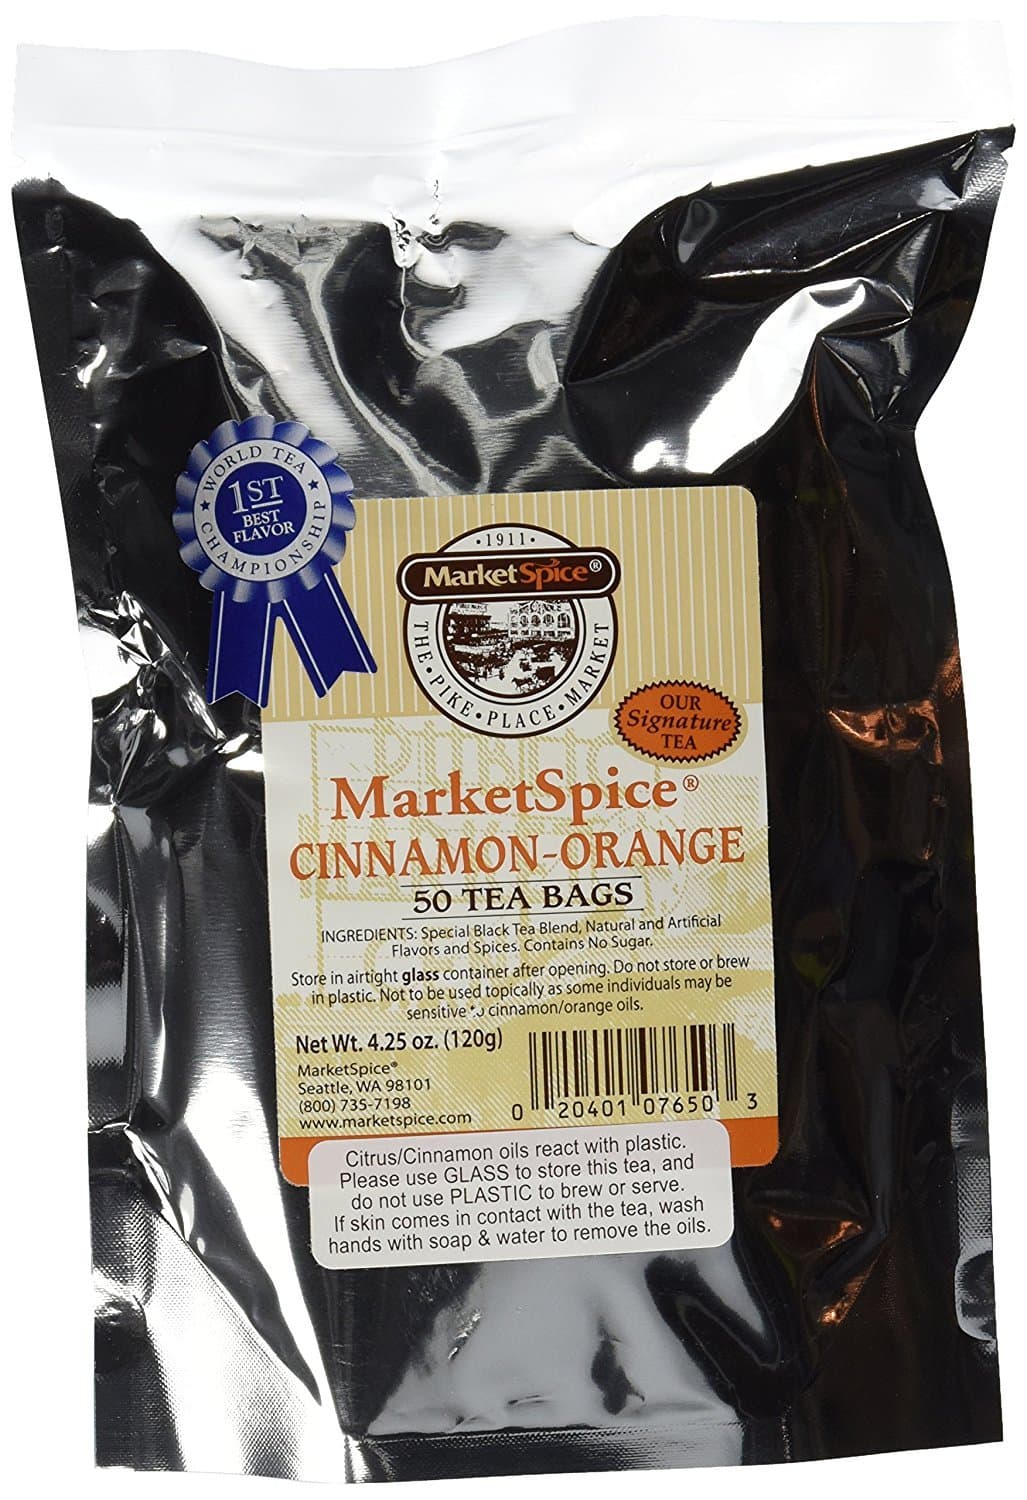 WORLD TEA
1ST
BEST
FLAVOR
CHAMPIONSHIP
·1911·
MarketSpice®
THE·PIKE·PLACE·MARKET
OUR
Signature
TEA
MarketSpice®
CINNAMON-ORANGE
50 TEA BAGS
INGREDIENTS: Special Black Tea Blend, Natural and Artificial
Flavors and Spices. Contains No Sugar.
Store in airtight glass container after opening. Do not store or brew
in plastic. Not to be used topically as some individuals may be
sensitive to cinnamon/orange oils.
Net Wt. 4.25 oz. (120g)
MarketSpice®
Seattle, WA 98101
(800) 735-7198
www.marketspice.com
0 20401 07650 3
Citrus/Cinnamon oils react with plastic.
Please use GLASS to store this tea, and
do not use PLASTIC to brew or serve.
If skin comes in contact with the tea, wash
hands with soap & water to remove the oils.